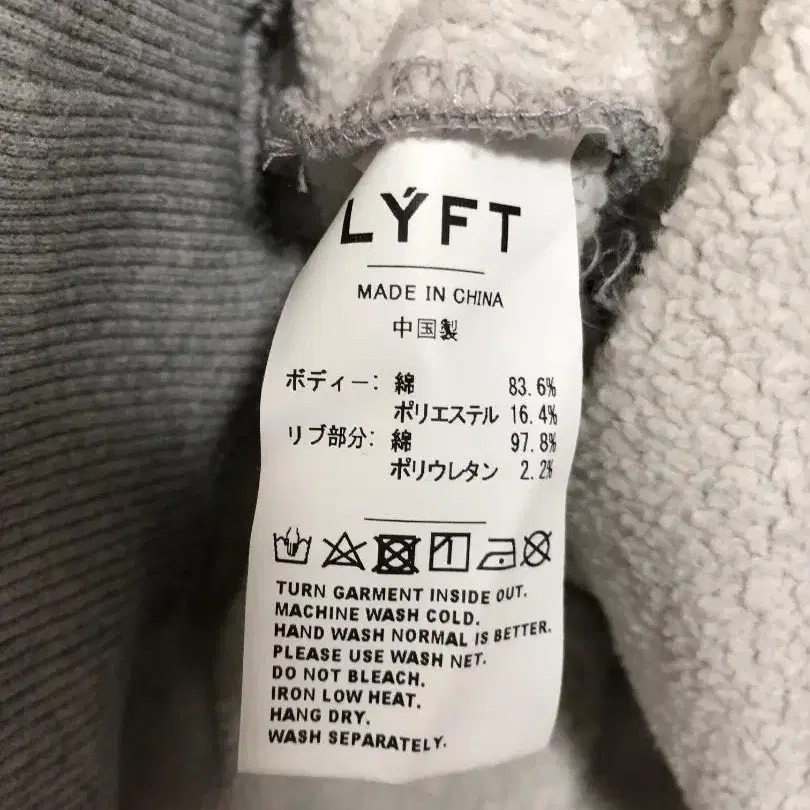 LÝFT
MADE IN CHINA
中国製
ボディー: 綿 83.6%
ポリエステル 16.4%
リブ部分: 綿 97.8%
ポリウレタン 2.2%
TURN GARMENT INSIDE OUT.
MACHINE WASH COLD.
HAND WASH NORMAL IS BETTER.
PLEASE USE WASH NET.
DO NOT BLEACH.
IRON LOW HEAT.
HANG DRY.
WASH SEPARATELY.